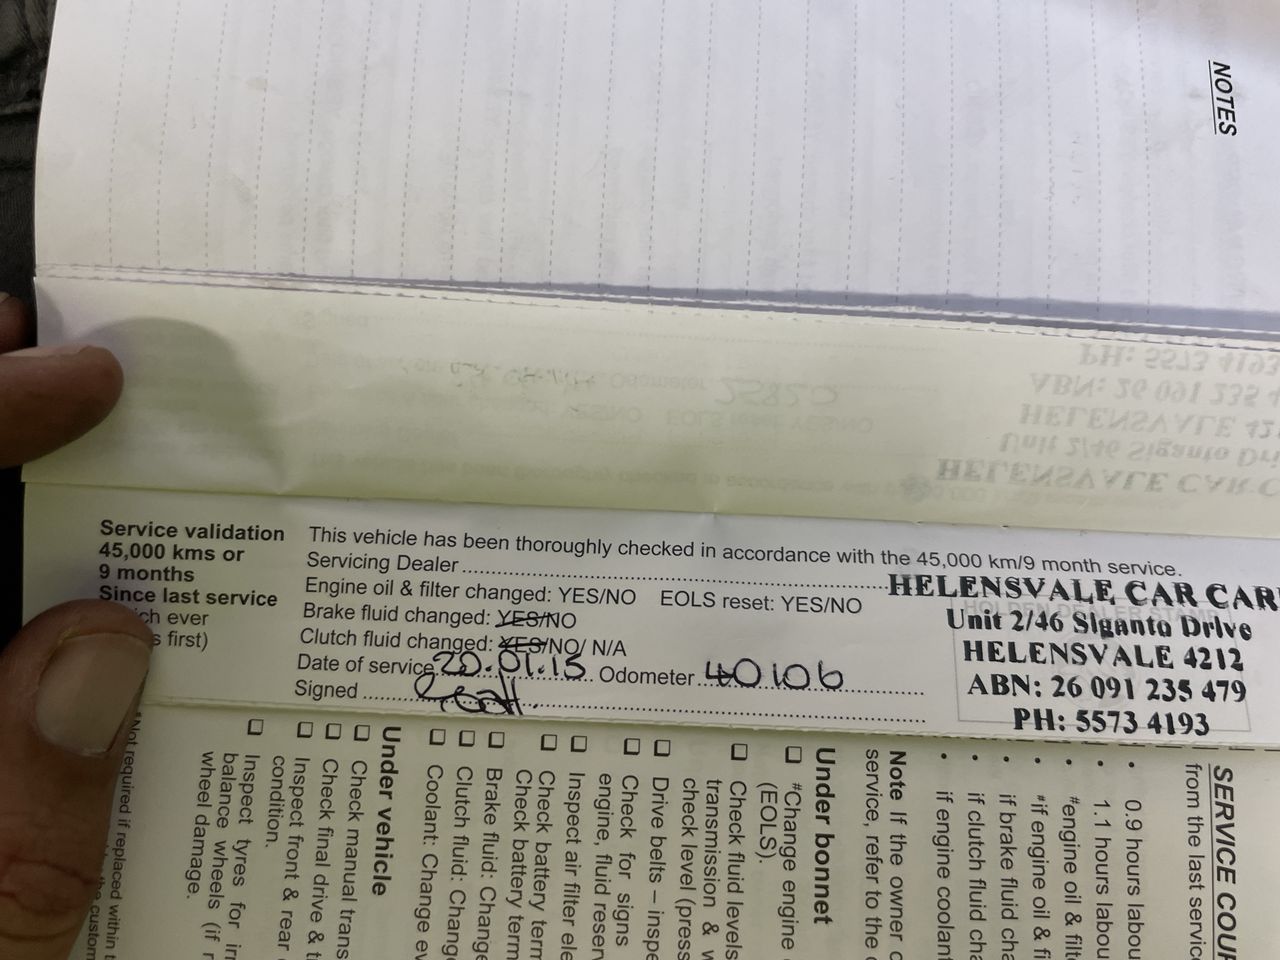 NOTES
Service validation
45,000 kms or
9 months
Since last service
first)
This vehicle has been thoroughly checked in accordance with the 45,000 km/9 month service.
Servicing Dealer
Engine oil & filter changed: YES/NO EOLS reset: YES/NO
Brake fluid changed: YES/NO
Clutch fluid changed: YES/NO/ N/A
Date of service 20.01.15 Odometer 40106
Signed
HELENSVALE CAR CAR
Unit 2/46 Siganto Drive
HELENSVALE 4212
ABN: 26 091 235 479
PH: 5573 4193
SERVICE COU
from the last servic
• 0.9 hours labou
• 1.1 hours labou
• #engine oil & filt
• #if engine oil & fi
• if brake fluid cha
• if clutch fluid cha
• if engine coolant
Note If the owner c
service, refer to the
Under bonnet
#Change engine
(EOLS).
Check fluid levels
transmission & w
check level (press
Drive belts – inspe
Check for signs
engine, fluid reserv
Inspect air filter ele
Check battery term
Check battery term
Brake fluid: Change
Clutch fluid: Change
Coolant: Change ev
Under vehicle
Check manual trans
Check final drive & t
Inspect front & rear
condition.
Inspect tyres for irr
balance wheels (if r
wheel damage.
Not required if replaced within t
the custom